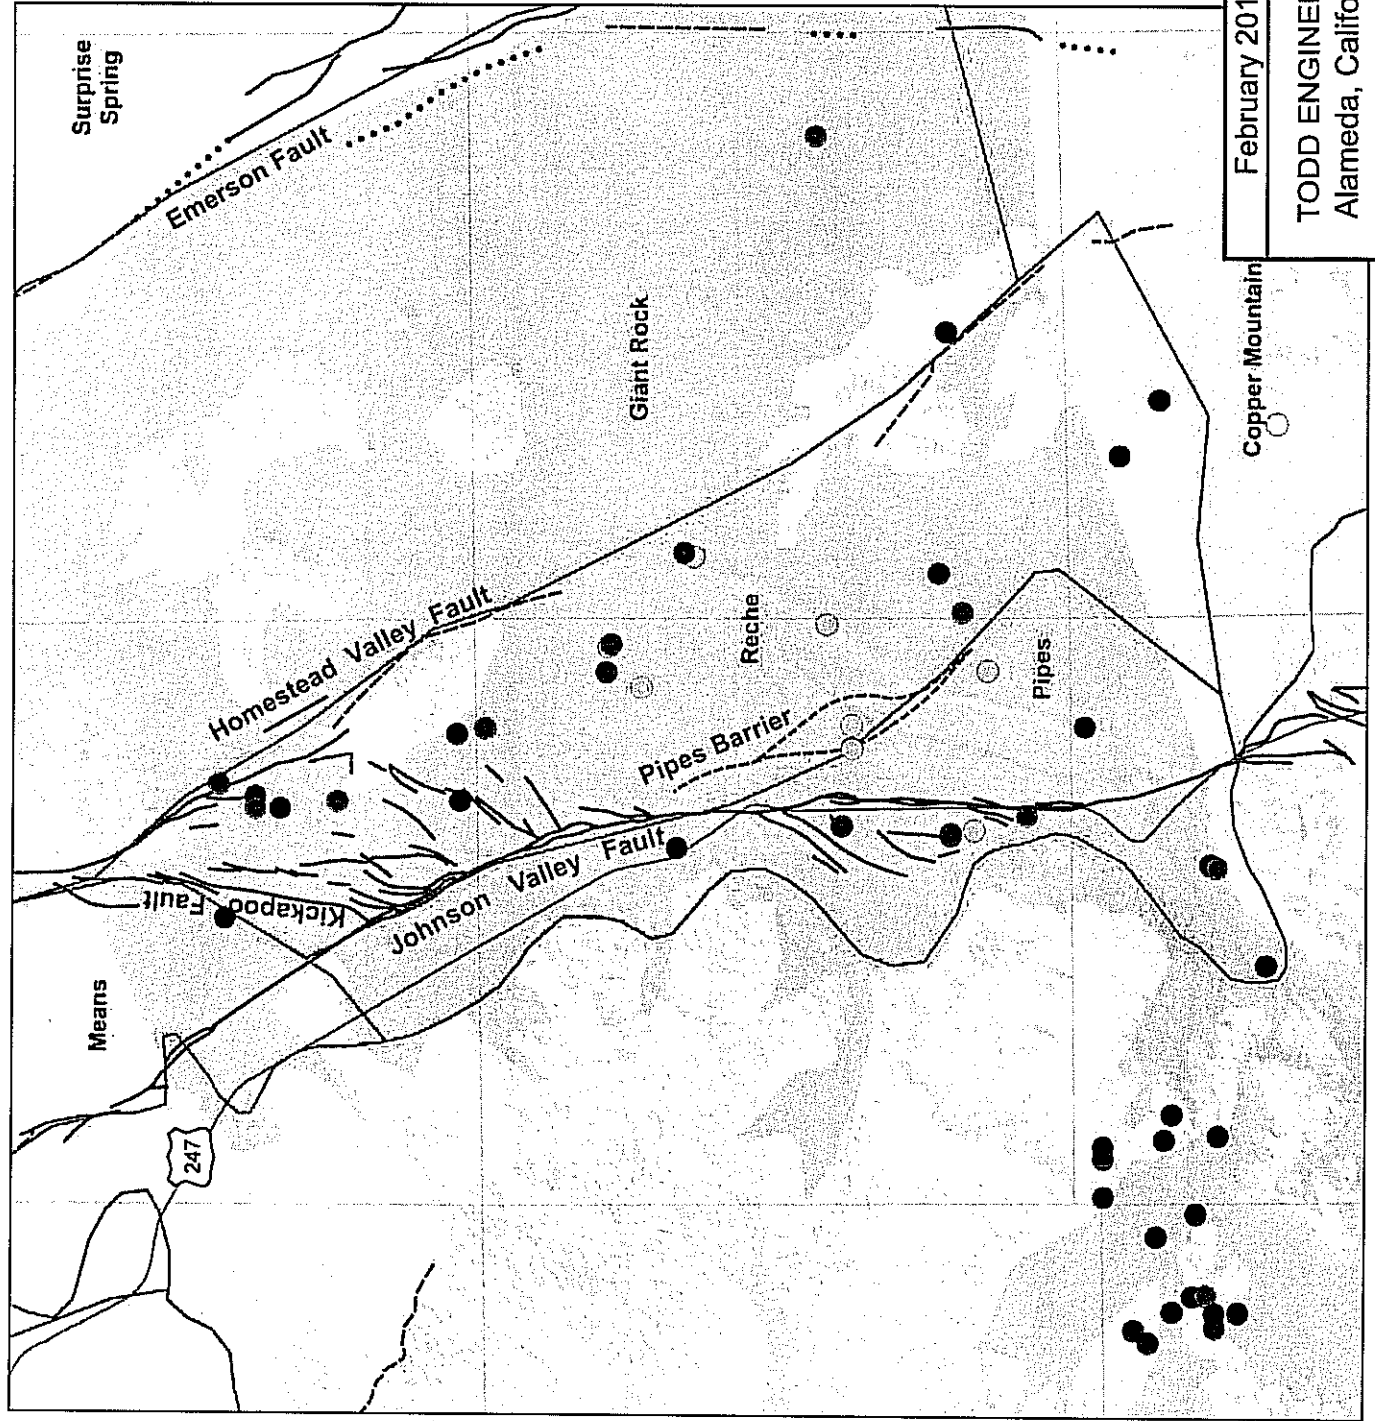 Surprise
Spring
Emerson Fault
Giant Rock
Homestead Valley Fault
Reche
Pipes Barrier
Pipes
Copper Mountain
Kickapoo Fault
Johnson Valley Fault
Means
247
February 201
TODD ENGINEE
Alameda, Califo